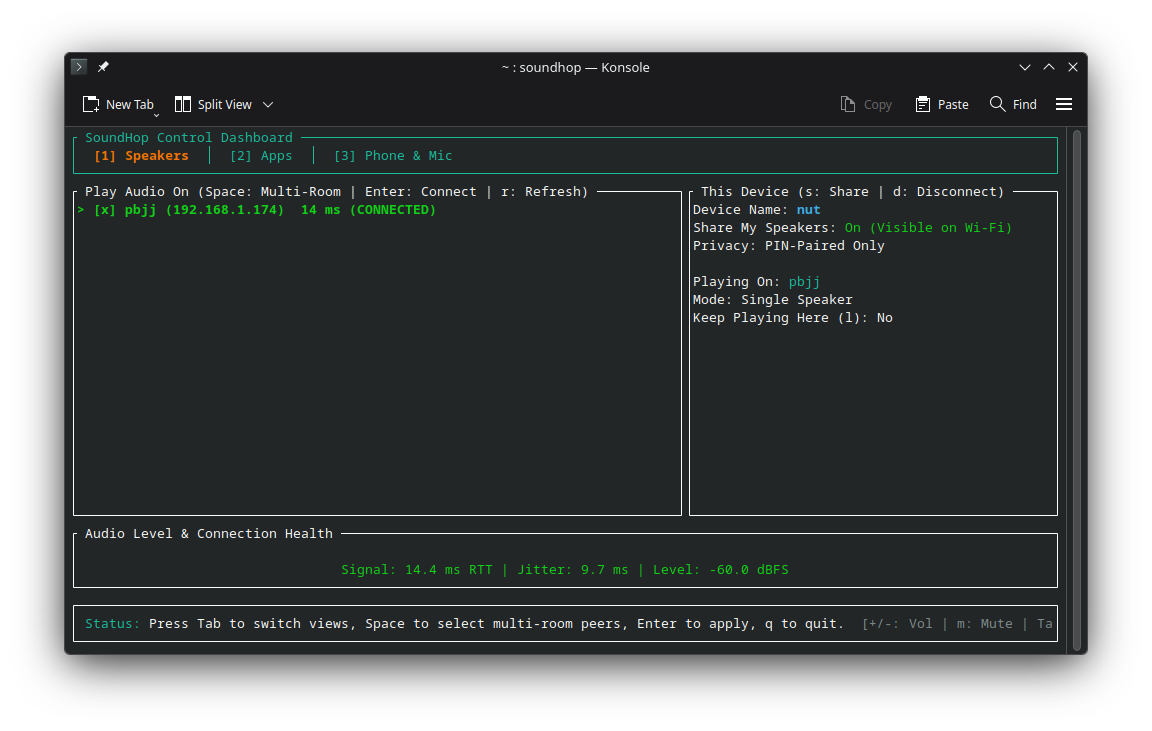 ~ : soundhop — Konsole
New Tab Split View Copy Paste Find
SoundHop Control Dashboard
[1] Speakers │ [2] Apps │ [3] Phone & Mic
Play Audio On (Space: Multi-Room | Enter: Connect | r: Refresh)
> [x] pbjj (192.168.1.174)  14 ms (CONNECTED)
This Device (s: Share | d: Disconnect)
Device Name: nut
Share My Speakers: On (Visible on Wi-Fi)
Privacy: PIN-Paired Only
Playing On: pbjj
Mode: Single Speaker
Keep Playing Here (l): No
Audio Level & Connection Health
Signal: 14.4 ms RTT | Jitter: 9.7 ms | Level: -60.0 dBFS
Status: Press Tab to switch views, Space to select multi-room peers, Enter to apply, q to quit.  [+/-: Vol | m: Mute | Ta